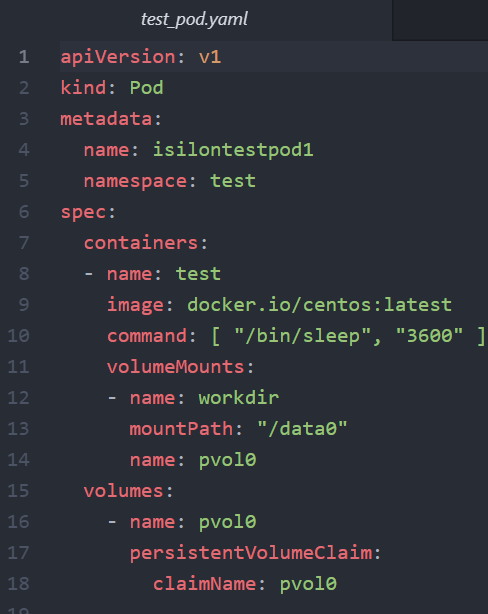 test_pod.yaml
1 apiVersion: v1
2 kind: Pod
3 metadata:
4   name: isilontestpod1
5   namespace: test
6 spec:
7   containers:
8   - name: test
9     image: docker.io/centos:latest
10     command: [ "/bin/sleep", "3600" ]
11     volumeMounts:
12     - name: workdir
13       mountPath: "/data0"
14       name: pvol0
15   volumes:
16     - name: pvol0
17       persistentVolumeClaim:
18         claimName: pvol0
19